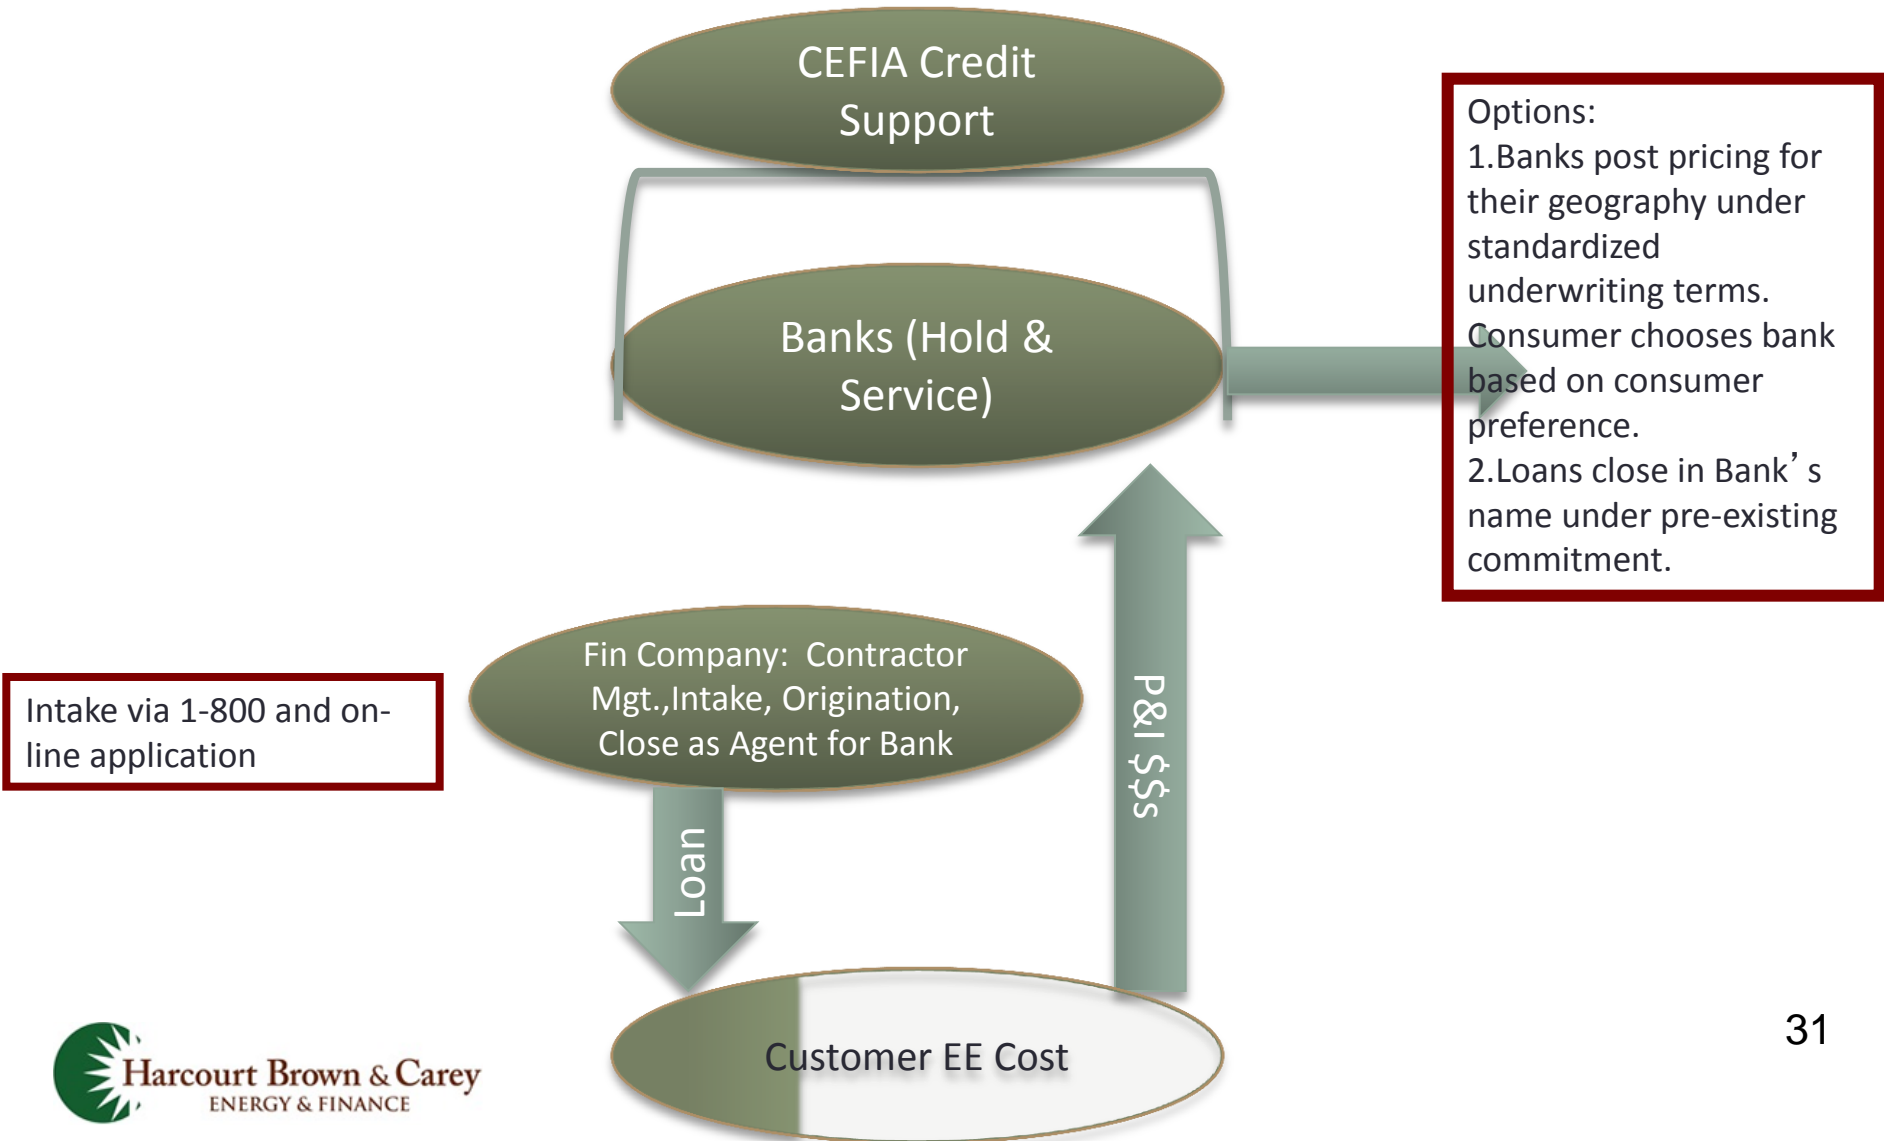 CEFIA Credit
Support
Options:
1.Banks post pricing for
their geography under
standardized
underwriting terms.
Consumer chooses bank
based on consumer
preference.
2.Loans close in Bank’s
name under pre-existing
commitment.
Banks (Hold &
Service)
Fin Company:  Contractor
Mgt.,Intake, Origination,
Close as Agent for Bank
Intake via 1-800 and on-
line application
P&I $$s
Loan
Customer EE Cost
Harcourt Brown & Carey
ENERGY & FINANCE
31